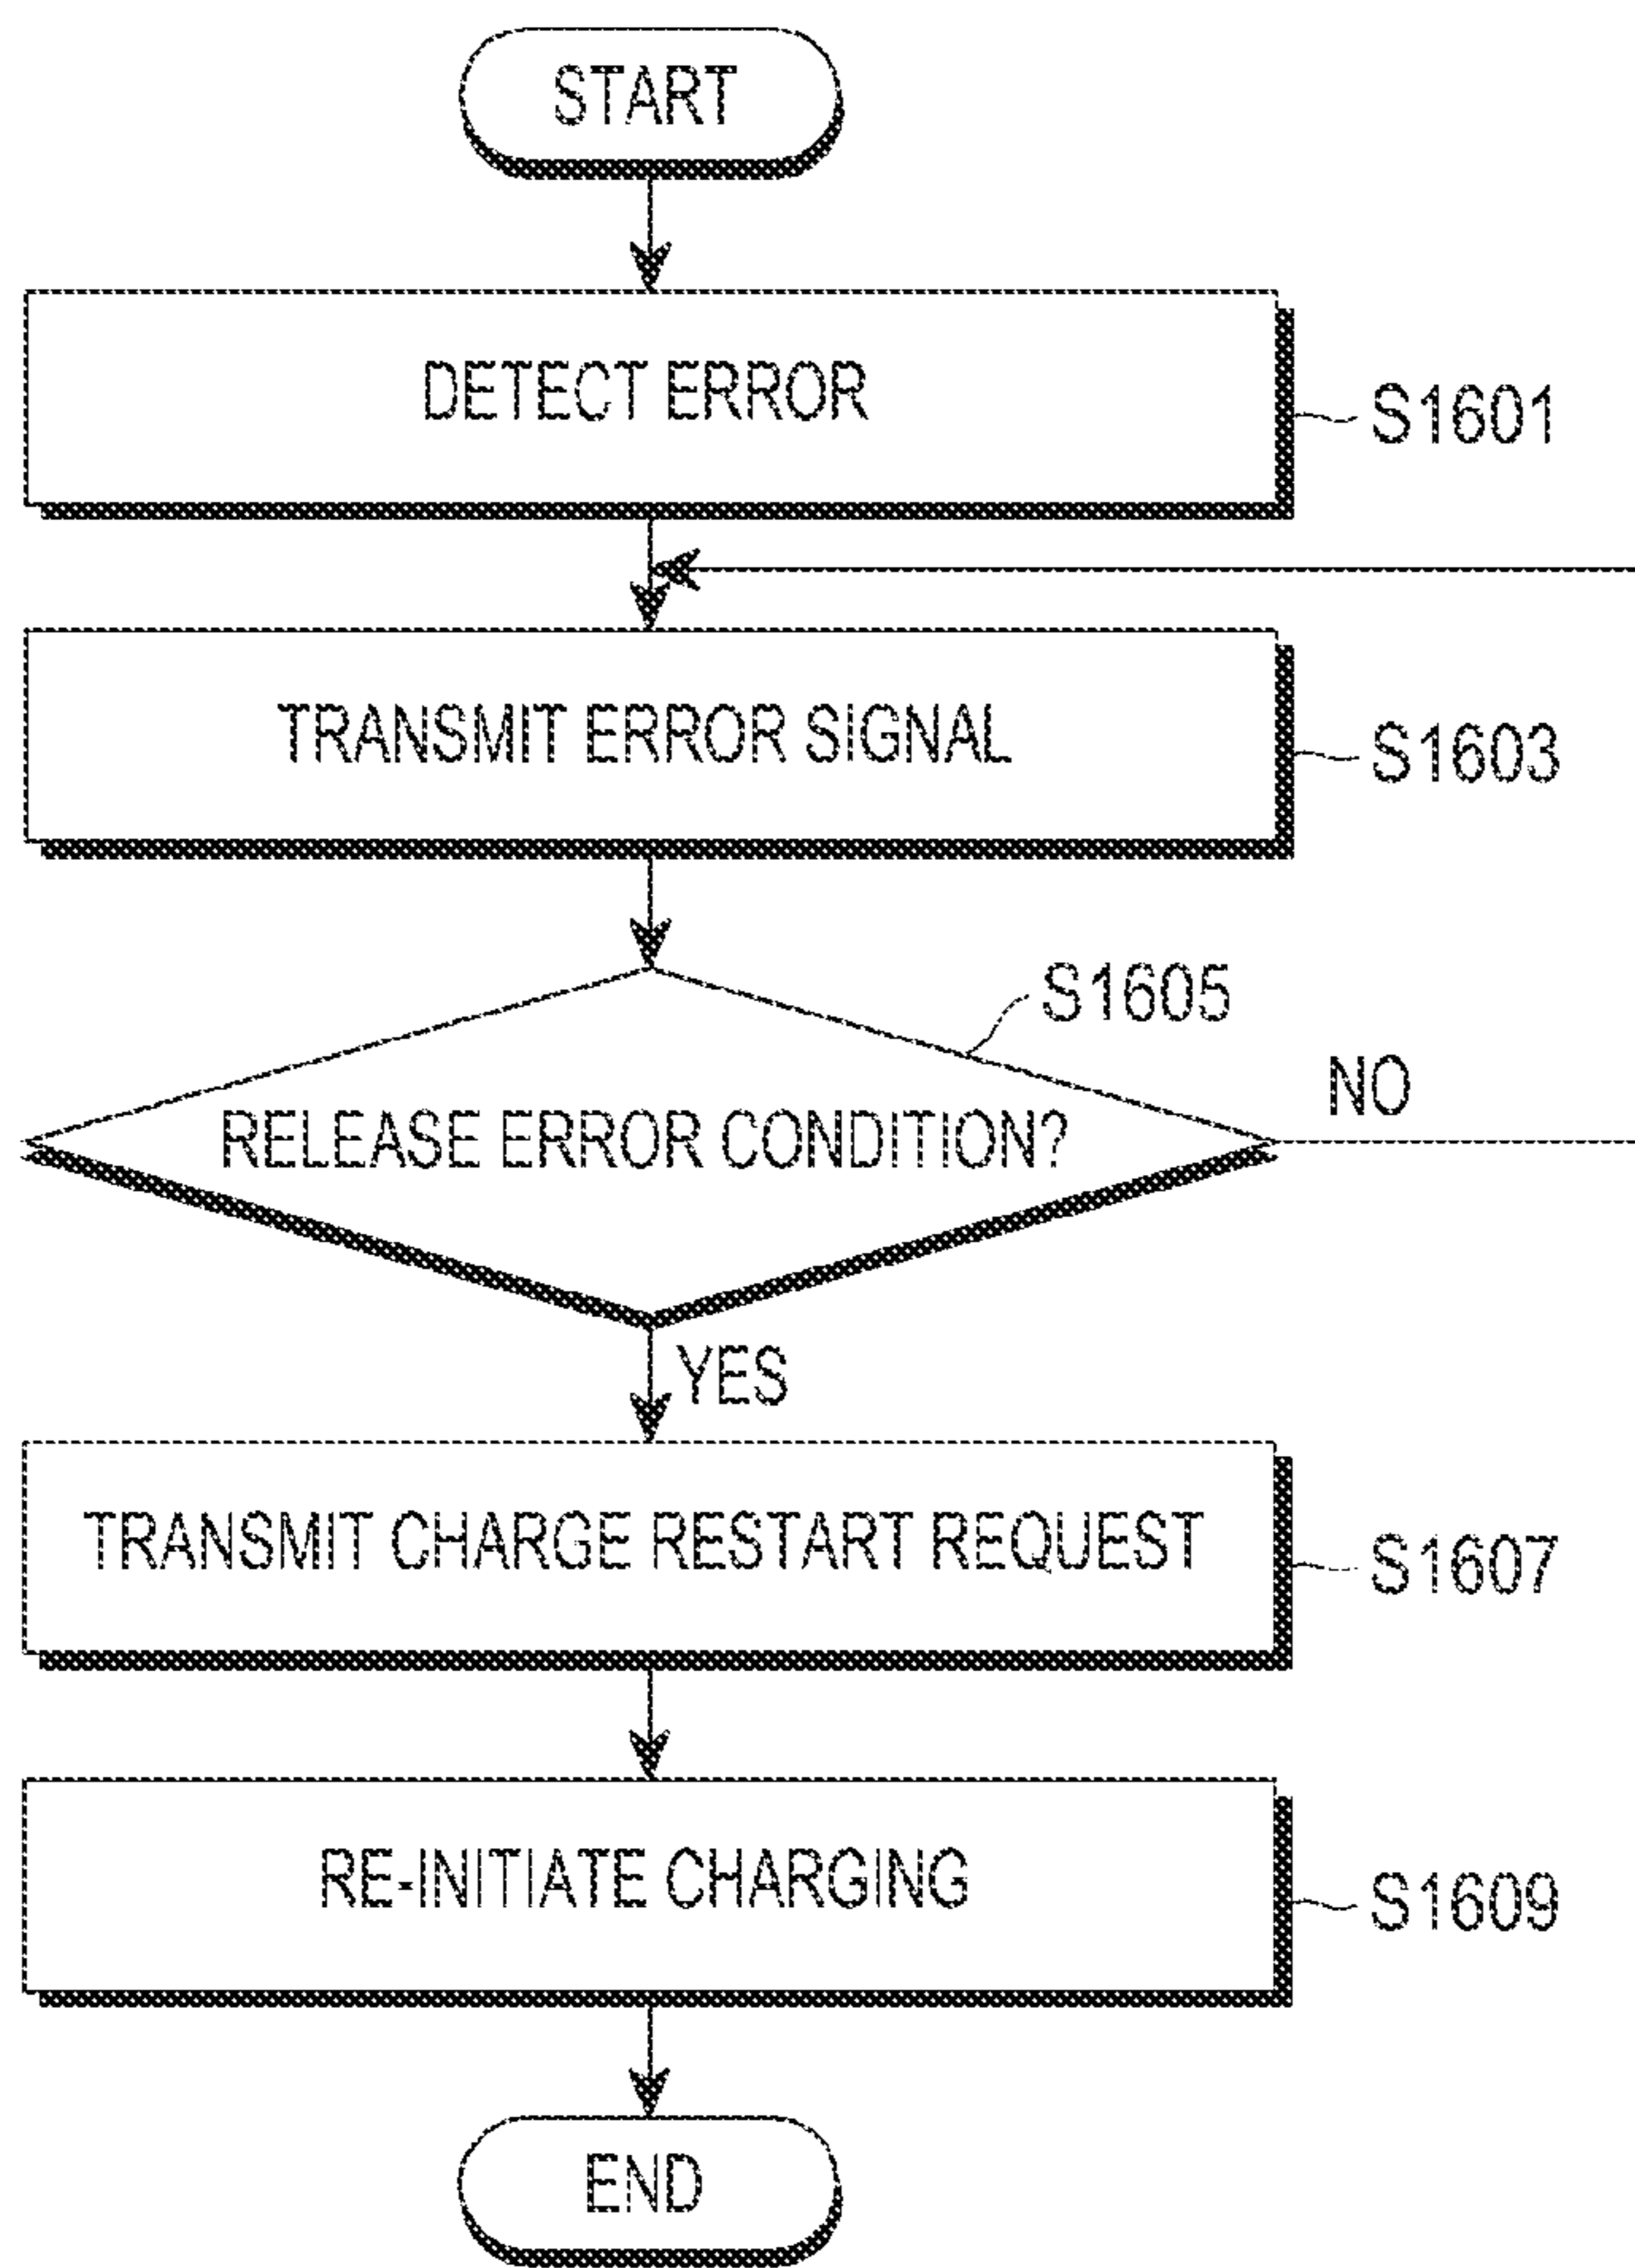 START
DETECT ERROR
S1601
TRANSMIT ERROR SIGNAL
S1603
S1605
RELEASE ERROR CONDITION?
NO
YES
TRANSMIT CHARGE RESTART REQUEST
S1607
RE-INITIATE CHARGING
S1609
END